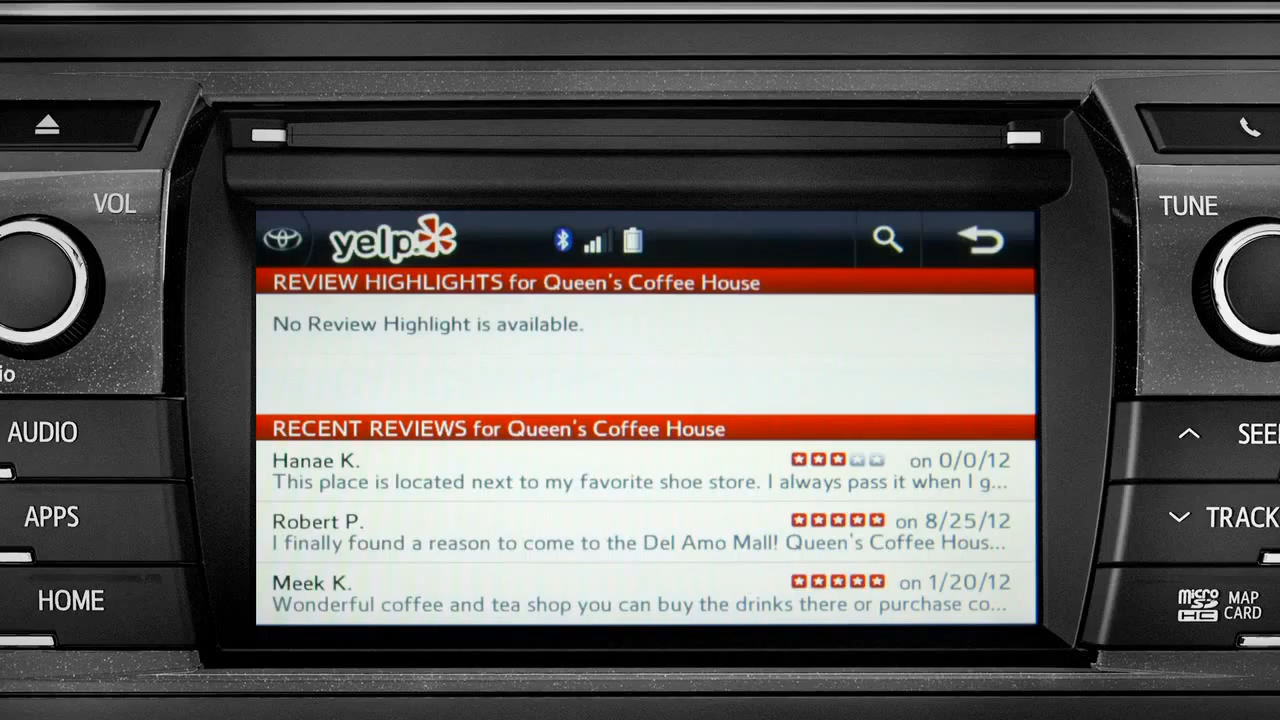 VOL
TUNE
yelp
REVIEW HIGHLIGHTS for Queen's Coffee House
No Review Highlight is available.
RECENT REVIEWS for Queen's Coffee House
Hanae K. on 0/0/12
This place is located next to my favorite shoe store. I always pass it when I g...
Robert P. on 8/25/12
I finally found a reason to come to the Del Amo Mall! Queen's Coffee Hous...
Meek K. on 1/20/12
Wonderful coffee and tea shop you can buy the drinks there or purchase co...
io
AUDIO
APPS
HOME
SEE
TRACK
micro SD HC MAP CARD